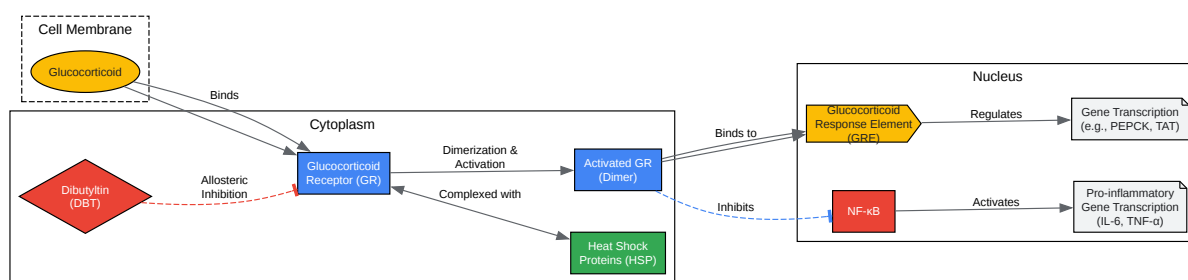 Cell Membrane
Glucocorticoid
Binds
Cytoplasm
Glucocorticoid
Receptor (GR)
Dimerization &
Activation
Activated GR
(Dimer)
Dibutyltin
(DBT)
Allosteric
Inhibition
Complexed with
Heat Shock
Proteins (HSP)
Binds to
Inhibits
Nucleus
Glucocorticoid
Response Element
(GRE)
Regulates
Gene Transcription
(e.g., PEPCK, TAT)
NF-κB
Activates
Pro-inflammatory
Gene Transcription
(IL-6, TNF-α)